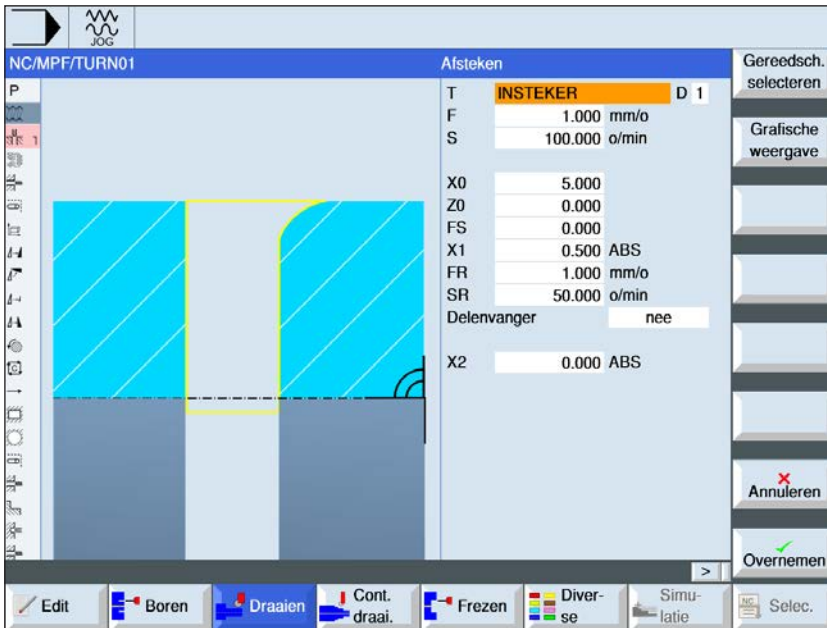 JOG
NC/MPF/TURN01
Afsteken
Gereedsch.
selecteren
P
T INSTEKER D 1
F 1.000 mm/o
S 100.000 o/min
Grafische
weergave
1
X0 5.000
Z0 0.000
FS 0.000
X1 0.500 ABS
FR 1.000 mm/o
SR 50.000 o/min
Delenvanger nee
X2 0.000 ABS
Annuleren
Overnemen
>
Edit
Boren
Draaien
Cont.
draai.
Frezen
Diver-
se
Simu-
latie
NC
Selec.